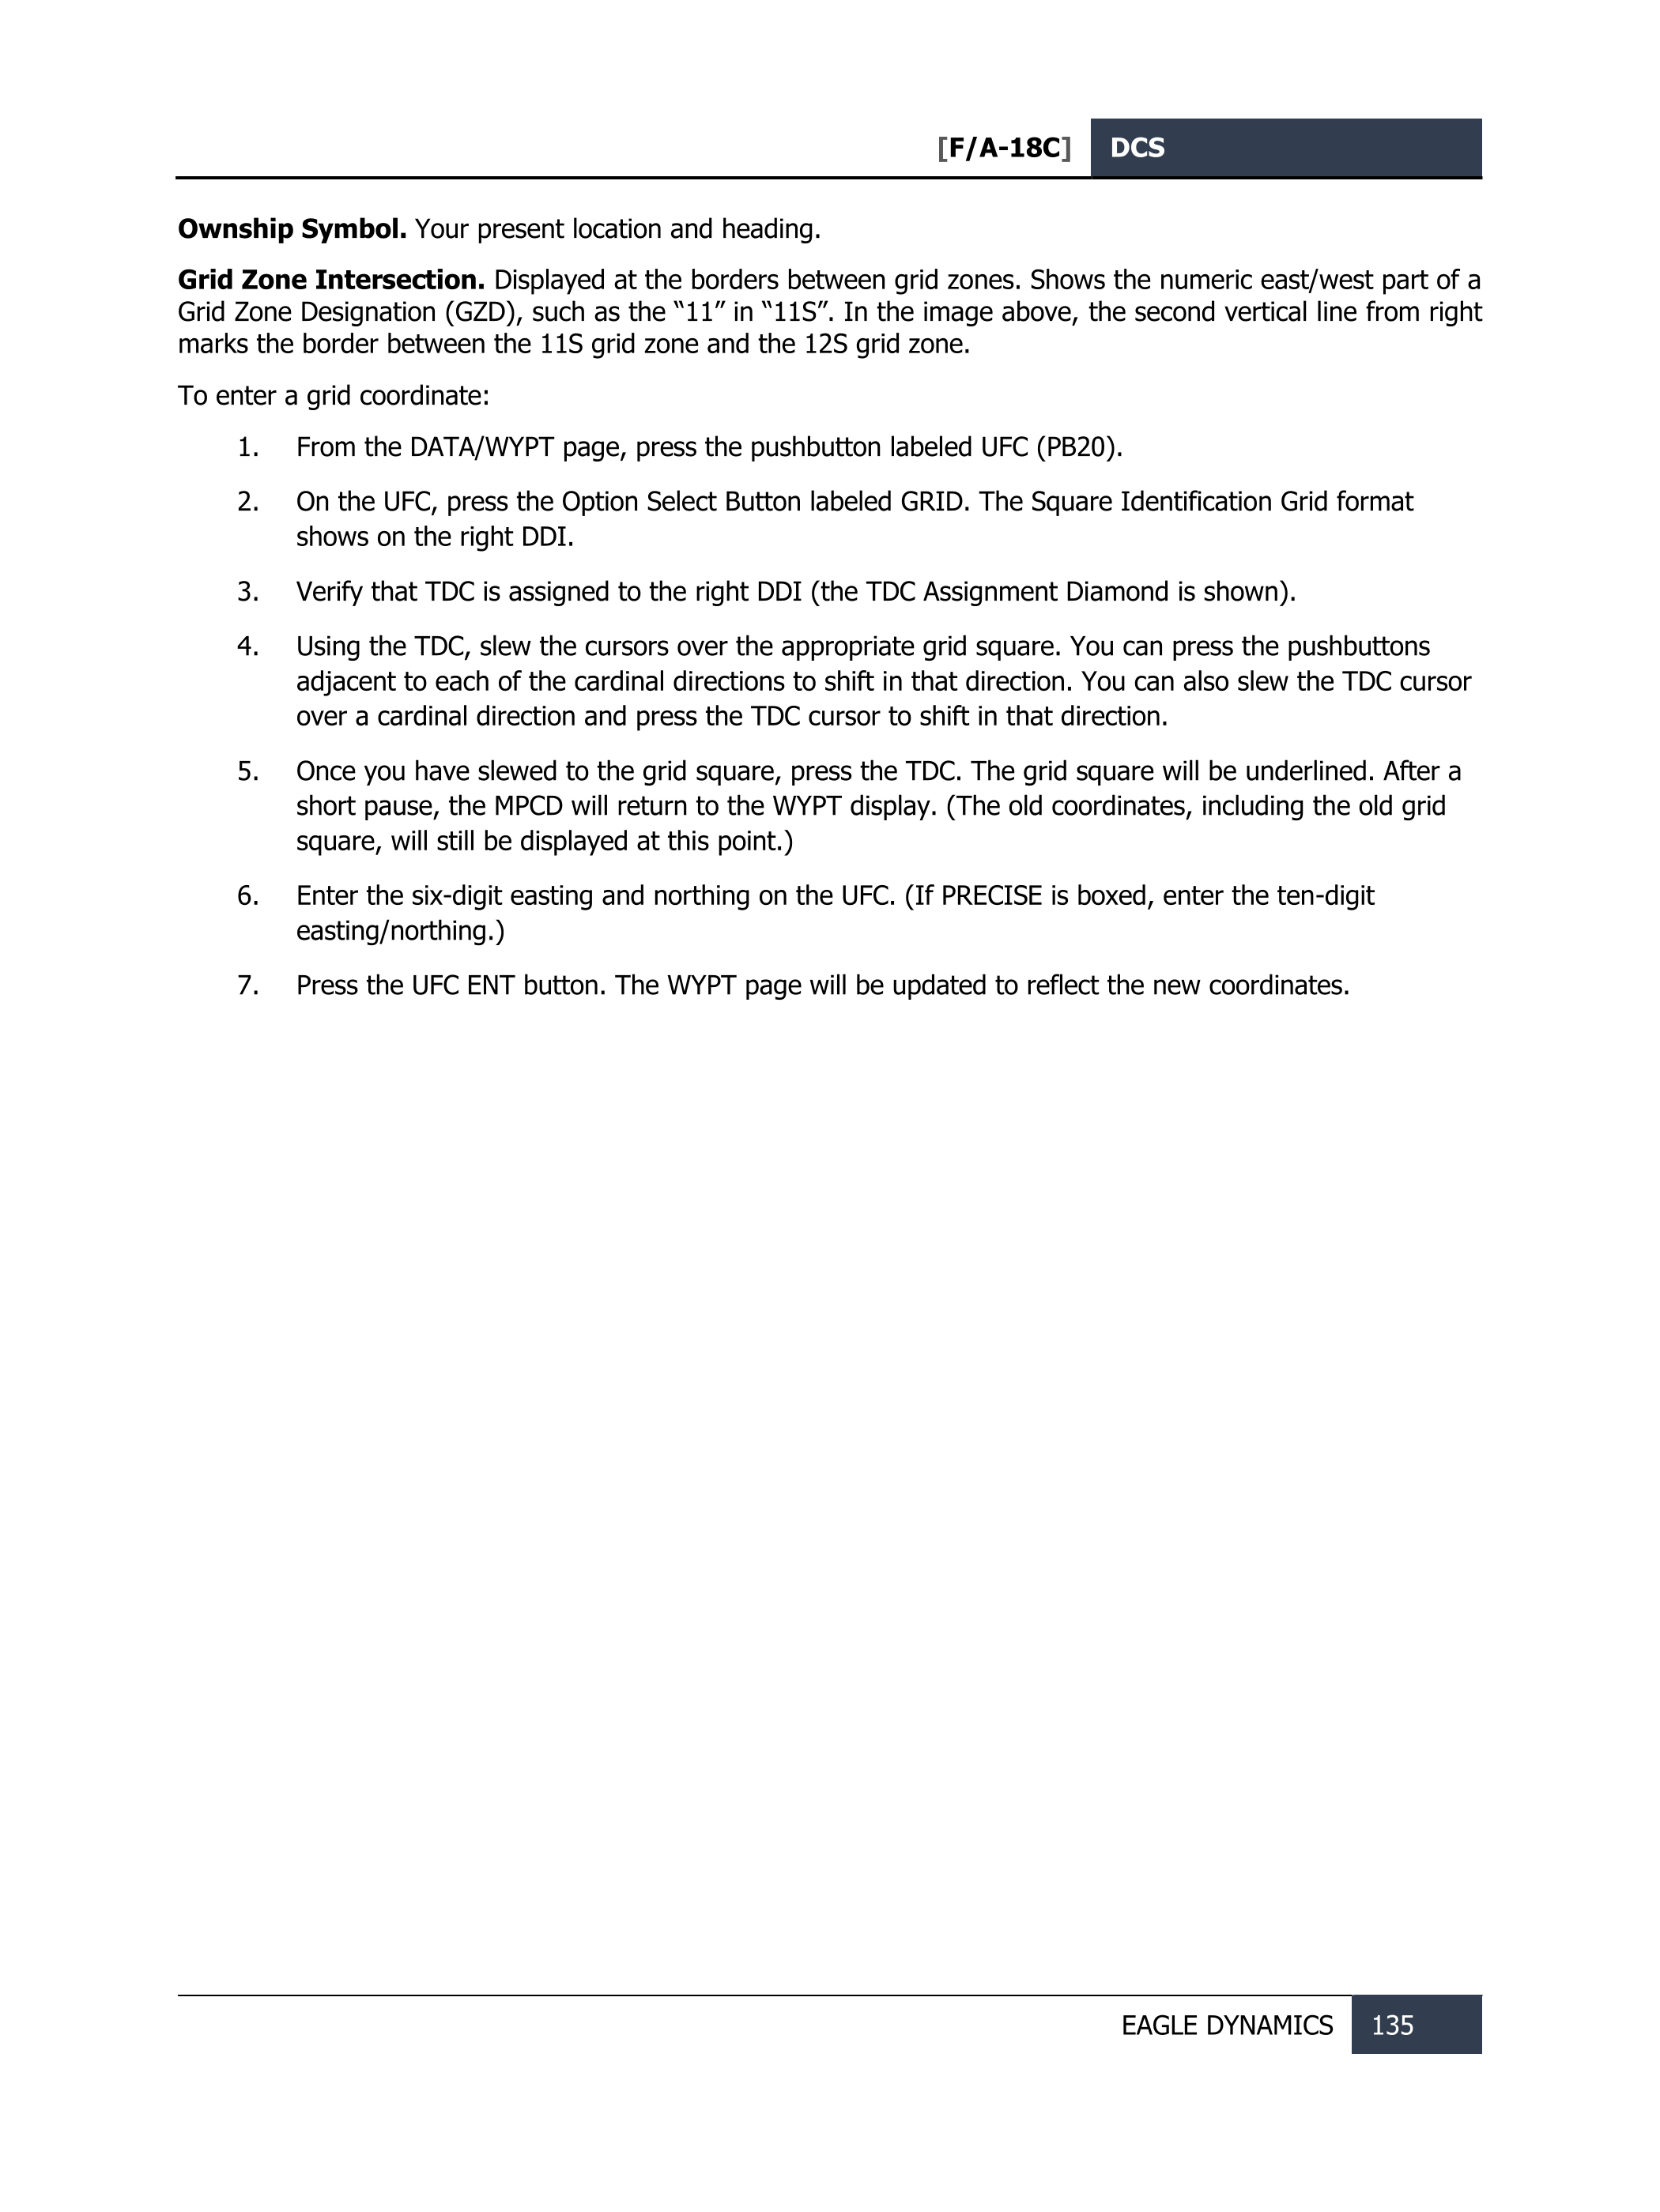 [F/A-18C] DCS
Ownship Symbol. Your present location and heading.
Grid Zone Intersection. Displayed at the borders between grid zones. Shows the numeric east/west part of a
Grid Zone Designation (GZD), such as the “11” in “11S”. In the image above, the second vertical line from right
marks the border between the 11S grid zone and the 12S grid zone.
To enter a grid coordinate:
1. From the DATA/WYPT page, press the pushbutton labeled UFC (PB20).
2. On the UFC, press the Option Select Button labeled GRID. The Square Identification Grid format
shows on the right DDI.
3. Verify that TDC is assigned to the right DDI (the TDC Assignment Diamond is shown).
4. Using the TDC, slew the cursors over the appropriate grid square. You can press the pushbuttons
adjacent to each of the cardinal directions to shift in that direction. You can also slew the TDC cursor
over a cardinal direction and press the TDC cursor to shift in that direction.
5. Once you have slewed to the grid square, press the TDC. The grid square will be underlined. After a
short pause, the MPCD will return to the WYPT display. (The old coordinates, including the old grid
square, will still be displayed at this point.)
6. Enter the six-digit easting and northing on the UFC. (If PRECISE is boxed, enter the ten-digit
easting/northing.)
7. Press the UFC ENT button. The WYPT page will be updated to reflect the new coordinates.
EAGLE DYNAMICS 135